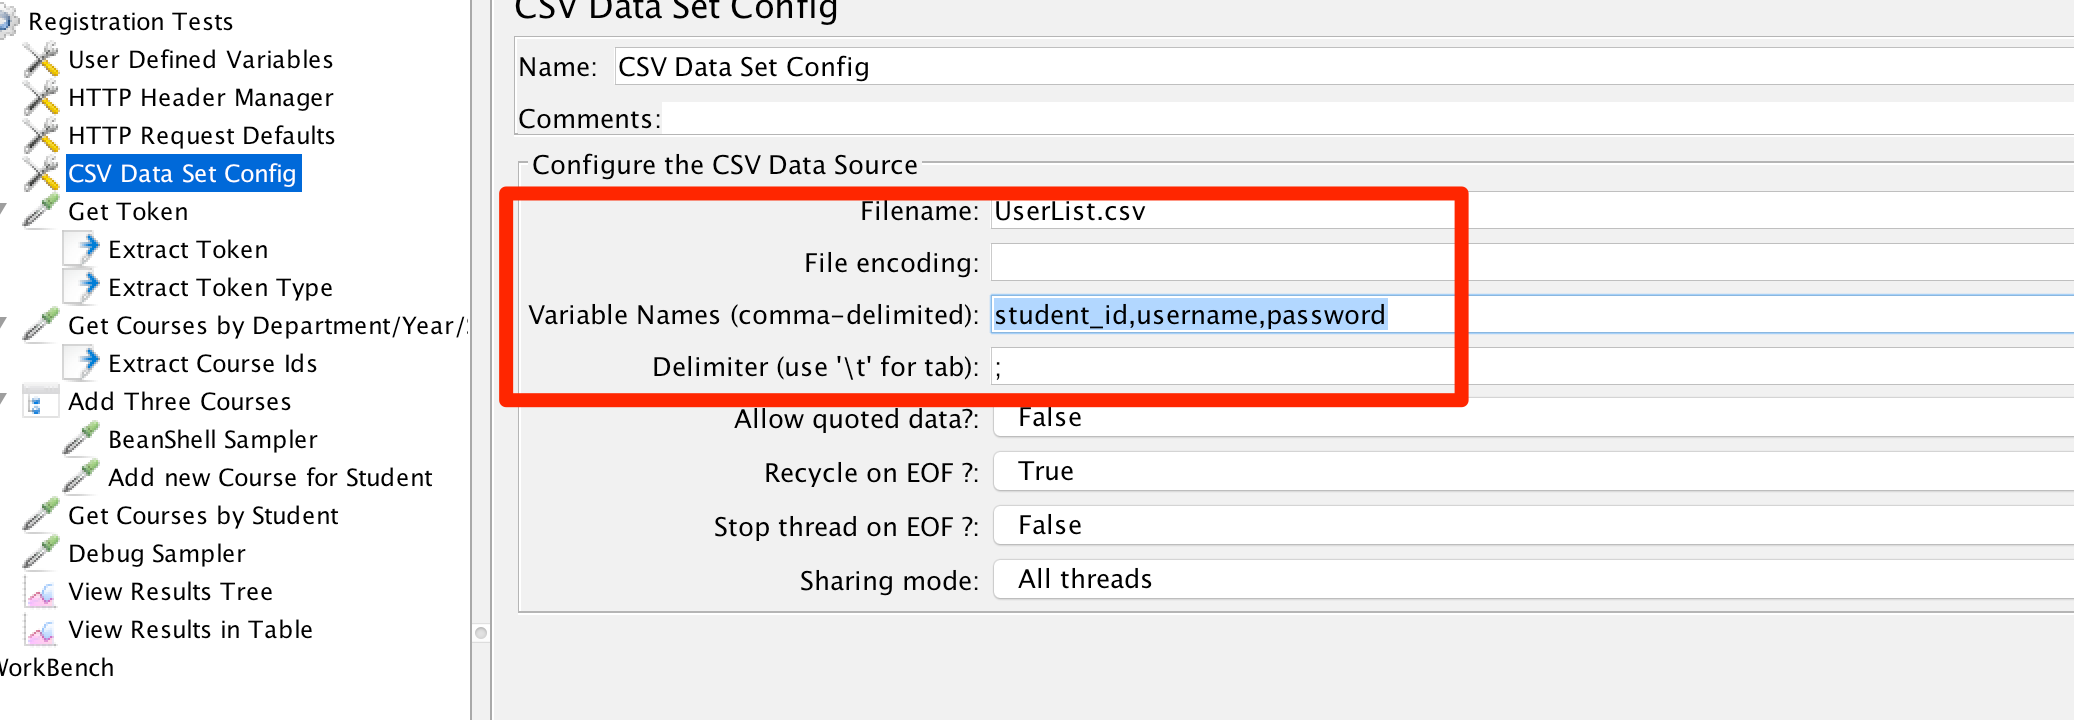 Registration Tests
User Defined Variables
HTTP Header Manager
HTTP Request Defaults
CSV Data Set Config
Get Token
Extract Token
Extract Token Type
Get Courses by Department/Year/
Extract Course Ids
Add Three Courses
BeanShell Sampler
Add new Course for Student
Get Courses by Student
Debug Sampler
View Results Tree
View Results in Table
WorkBench
CSV Data Set Config
Name: CSV Data Set Config
Comments:
Configure the CSV Data Source
Filename: UserList.csv
File encoding:
Variable Names (comma-delimited): student_id,username,password
Delimiter (use '\t' for tab): ;
Allow quoted data?: False
Recycle on EOF ?: True
Stop thread on EOF ?: False
Sharing mode: All threads